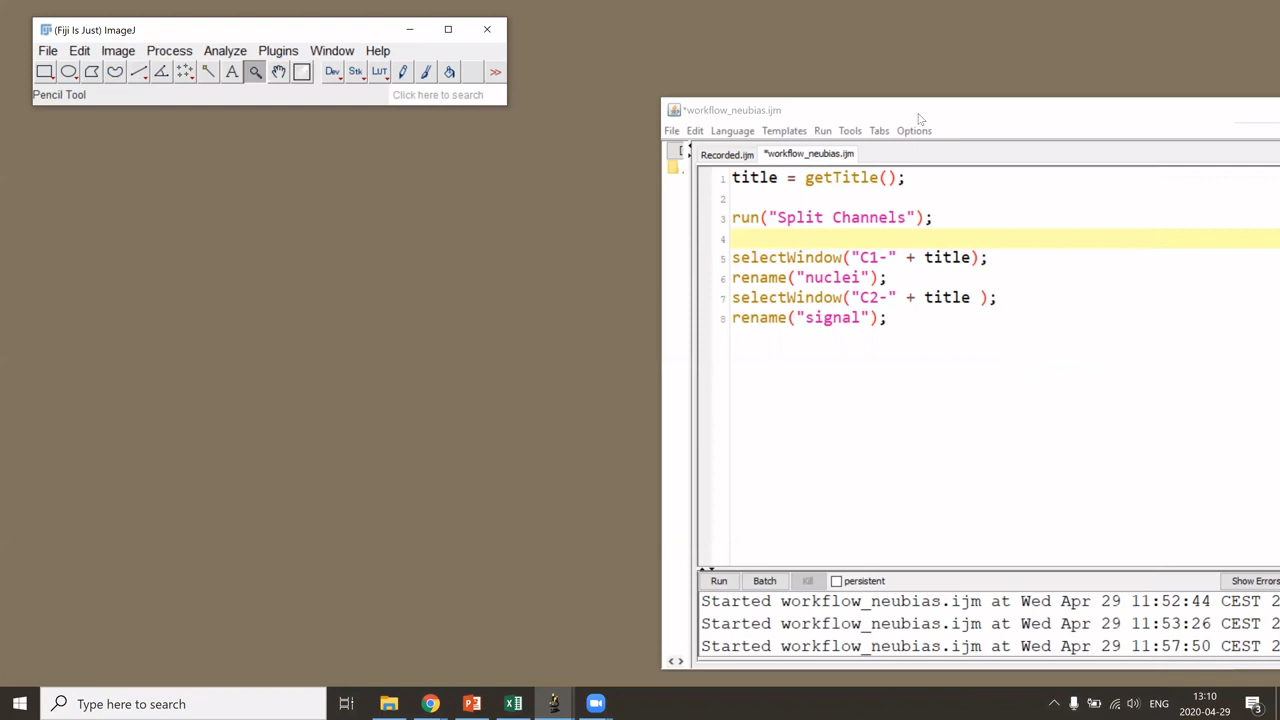 (Fiji Is Just) ImageJ
File Edit Image Process Analyze Plugins Window Help
Dev Stk LUT >>
Pencil Tool
Click here to search
*workflow_neubias.ijm
File Edit Language Templates Run Tools Tabs Options
Recorded.ijm *workflow_neubias.ijm
1 title = getTitle();
2
3 run("Split Channels");
4
5 selectWindow("C1-" + title);
6 rename("nuclei");
7 selectWindow("C2-" + title );
8 rename("signal");
Run Batch Kill persistent Show Errors
Started workflow_neubias.ijm at Wed Apr 29 11:52:44 CEST 2
Started workflow_neubias.ijm at Wed Apr 29 11:53:26 CEST 2
Started workflow_neubias.ijm at Wed Apr 29 11:57:50 CEST 2
Type here to search
ENG
13:10
2020-04-29
3